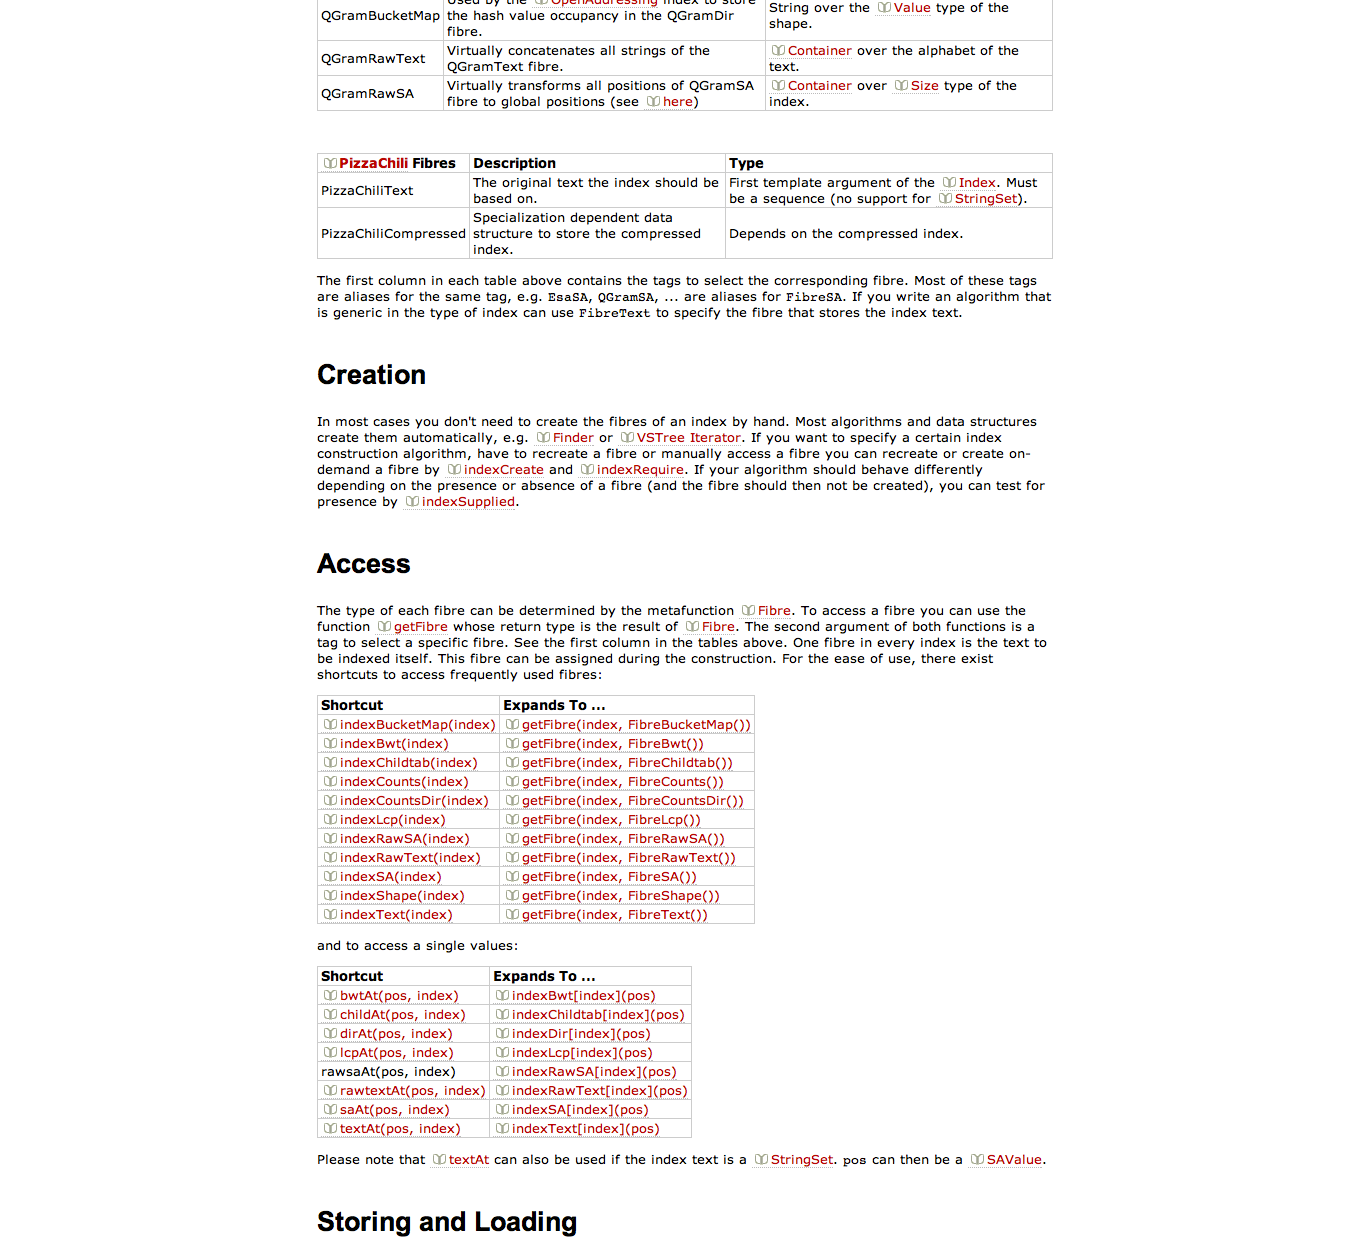 Used by the OpenAddressing index to store
QGramBucketMap the hash value occupancy in the QGramDir String over the Value type of the
fibre. shape.
QGramRawText Virtually concatenates all strings of the Container over the alphabet of the
QGramText fibre. text.
QGramRawSA Virtually transforms all positions of QGramSA Container over Size type of the
fibre to global positions (see here) index.
PizzaChili Fibres Description Type
PizzaChiliText The original text the index should be First template argument of the Index. Must
based on. be a sequence (no support for StringSet).
Specialization dependent data
PizzaChiliCompressed structure to store the compressed Depends on the compressed index.
index.
The first column in each table above contains the tags to select the corresponding fibre. Most of these tags
are aliases for the same tag, e.g. EsaSA, QGramSA, ... are aliases for FibreSA. If you write an algorithm that
is generic in the type of index can use FibreText to specify the fibre that stores the index text.
Creation
In most cases you don't need to create the fibres of an index by hand. Most algorithms and data structures
create them automatically, e.g. Finder or VSTree Iterator. If you want to specify a certain index
construction algorithm, have to recreate a fibre or manually access a fibre you can recreate or create on-
demand a fibre by indexCreate and indexRequire. If your algorithm should behave differently
depending on the presence or absence of a fibre (and the fibre should then not be created), you can test for
presence by indexSupplied.
Access
The type of each fibre can be determined by the metafunction Fibre. To access a fibre you can use the
function getFibre whose return type is the result of Fibre. The second argument of both functions is a
tag to select a specific fibre. See the first column in the tables above. One fibre in every index is the text to
be indexed itself. This fibre can be assigned during the construction. For the ease of use, there exist
shortcuts to access frequently used fibres:
Shortcut Expands To ...
indexBucketMap(index) getFibre(index, FibreBucketMap())
indexBwt(index) getFibre(index, FibreBwt())
indexChildtab(index) getFibre(index, FibreChildtab())
indexCounts(index) getFibre(index, FibreCounts())
indexCountsDir(index) getFibre(index, FibreCountsDir())
indexLcp(index) getFibre(index, FibreLcp())
indexRawSA(index) getFibre(index, FibreRawSA())
indexRawText(index) getFibre(index, FibreRawText())
indexSA(index) getFibre(index, FibreSA())
indexShape(index) getFibre(index, FibreShape())
indexText(index) getFibre(index, FibreText())
and to access a single values:
Shortcut Expands To ...
bwtAt(pos, index) indexBwt[index](pos)
childAt(pos, index) indexChildtab[index](pos)
dirAt(pos, index) indexDir[index](pos)
lcpAt(pos, index) indexLcp[index](pos)
rawsaAt(pos, index) indexRawSA[index](pos)
rawtextAt(pos, index) indexRawText[index](pos)
saAt(pos, index) indexSA[index](pos)
textAt(pos, index) indexText[index](pos)
Please note that textAt can also be used if the index text is a StringSet. pos can then be a SAValue.
Storing and Loading